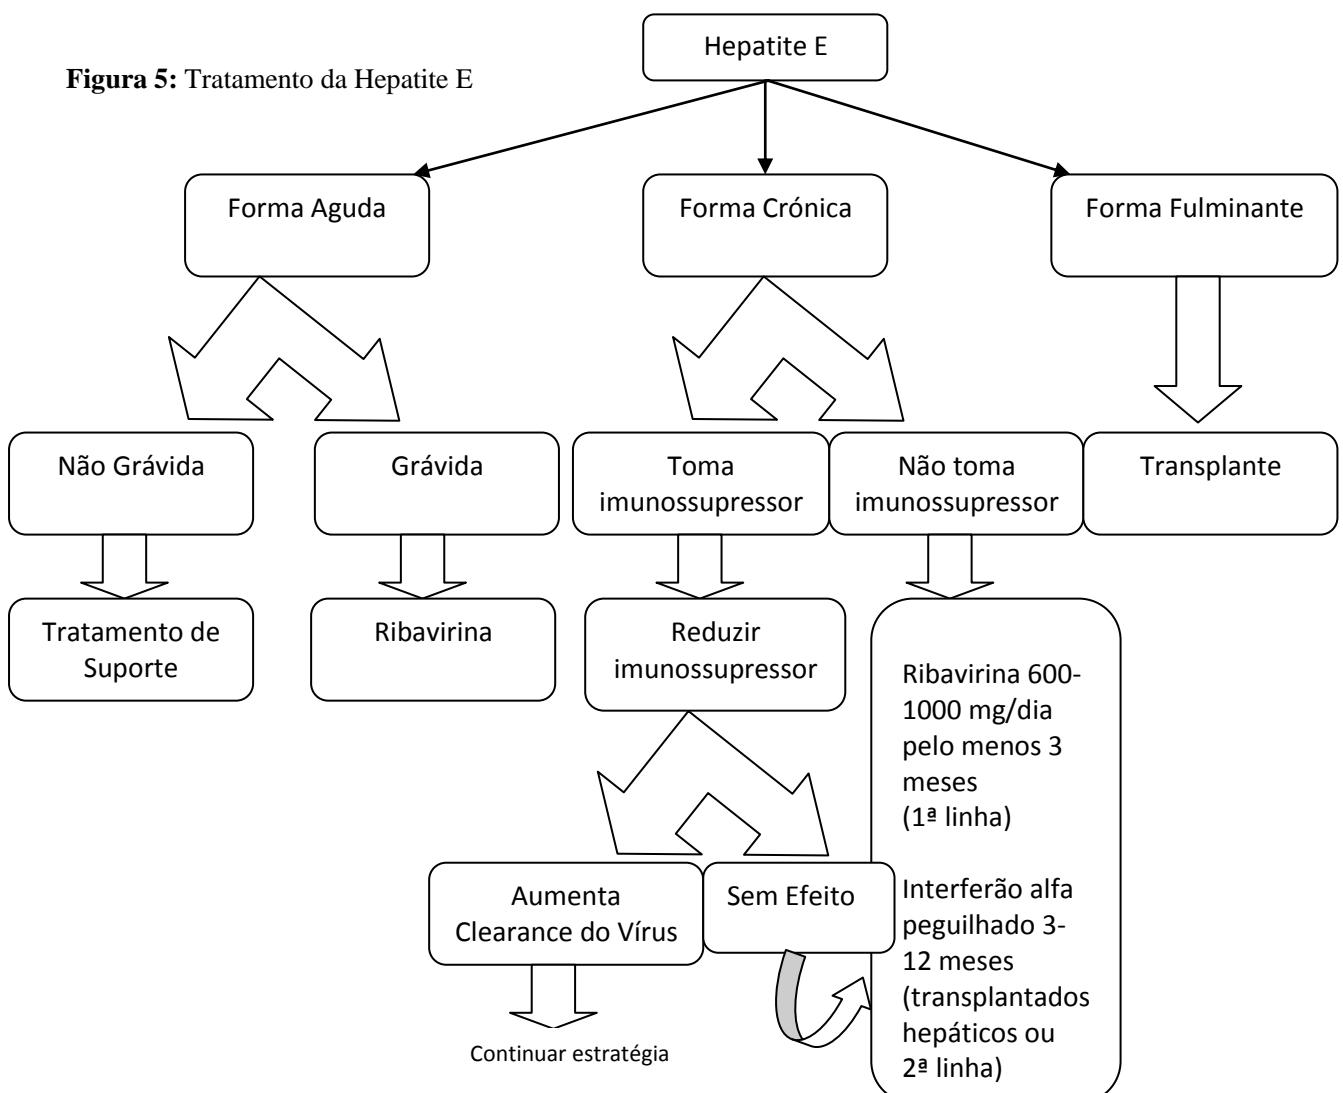 Hepatite E
Figura 5: Tratamento da Hepatite E
Forma Aguda
Forma Crónica
Forma Fulminante
Não Grávida
Grávida
Toma
imunossupressor
Não toma
imunossupressor
Transplante
Tratamento de
Suporte
Ribavirina
Reduzir
imunossupressor
Ribavirina 600-
1000 mg/dia
pelo menos 3
meses
(1ª linha)
Interferão alfa
peguilhado 3-
12 meses
(transplantados
hepáticos ou
2ª linha)
Aumenta
Clearance do Vírus
Sem Efeito
Continuar estratégia